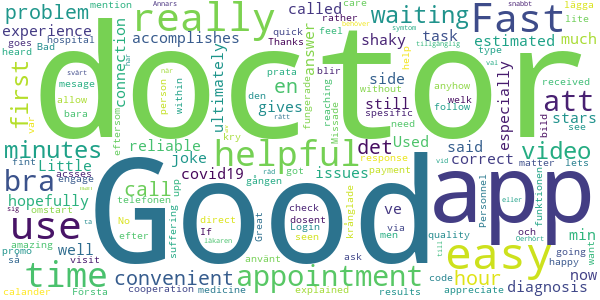 problem
really
called
waiting
Fast
mention
Annars
care
snabbt
lägga
lite
experience
accomplishes
rather
quick
Thanks
however
task
estimated
much
goes
heard
Bad
hospital
connection
answer
feel
shaky
type
val
received
follow
doctor
svårt
mesage
allow
bara
first
var
person
när
within
ultimately
en
den
gives
fungerade
prata
blir
reaching
Missade
side
still
without
spesific
help
symtom
tillgänglig
anyhow
welk
need
especially
att
stars
see
minutes
reliable
eftersom
kry
rätt
helpful
det
Used
said
correct
bild
video
bra
Little
acsses
engage
joke
covid19
issues
response
payment
vid
matter
lets
fint
hopefully
call
telefonen
upp
gången
råd
got
krånglade
ve
Personnel
eller
funktionen
min
use
sig
omstart
No
suffering
direct
If
Great
check
dosent
Login
seen
via
men
Good
app
time
amazing
promo
så
well
efter
visit
ta
convenient
använt
läkaren
appointment
ask
quality
till
easy
och
Oerhört
going
happy
want
now
hour
code
calander
Första
cooperation
medicine
explained
results
appreciate
diagnosis